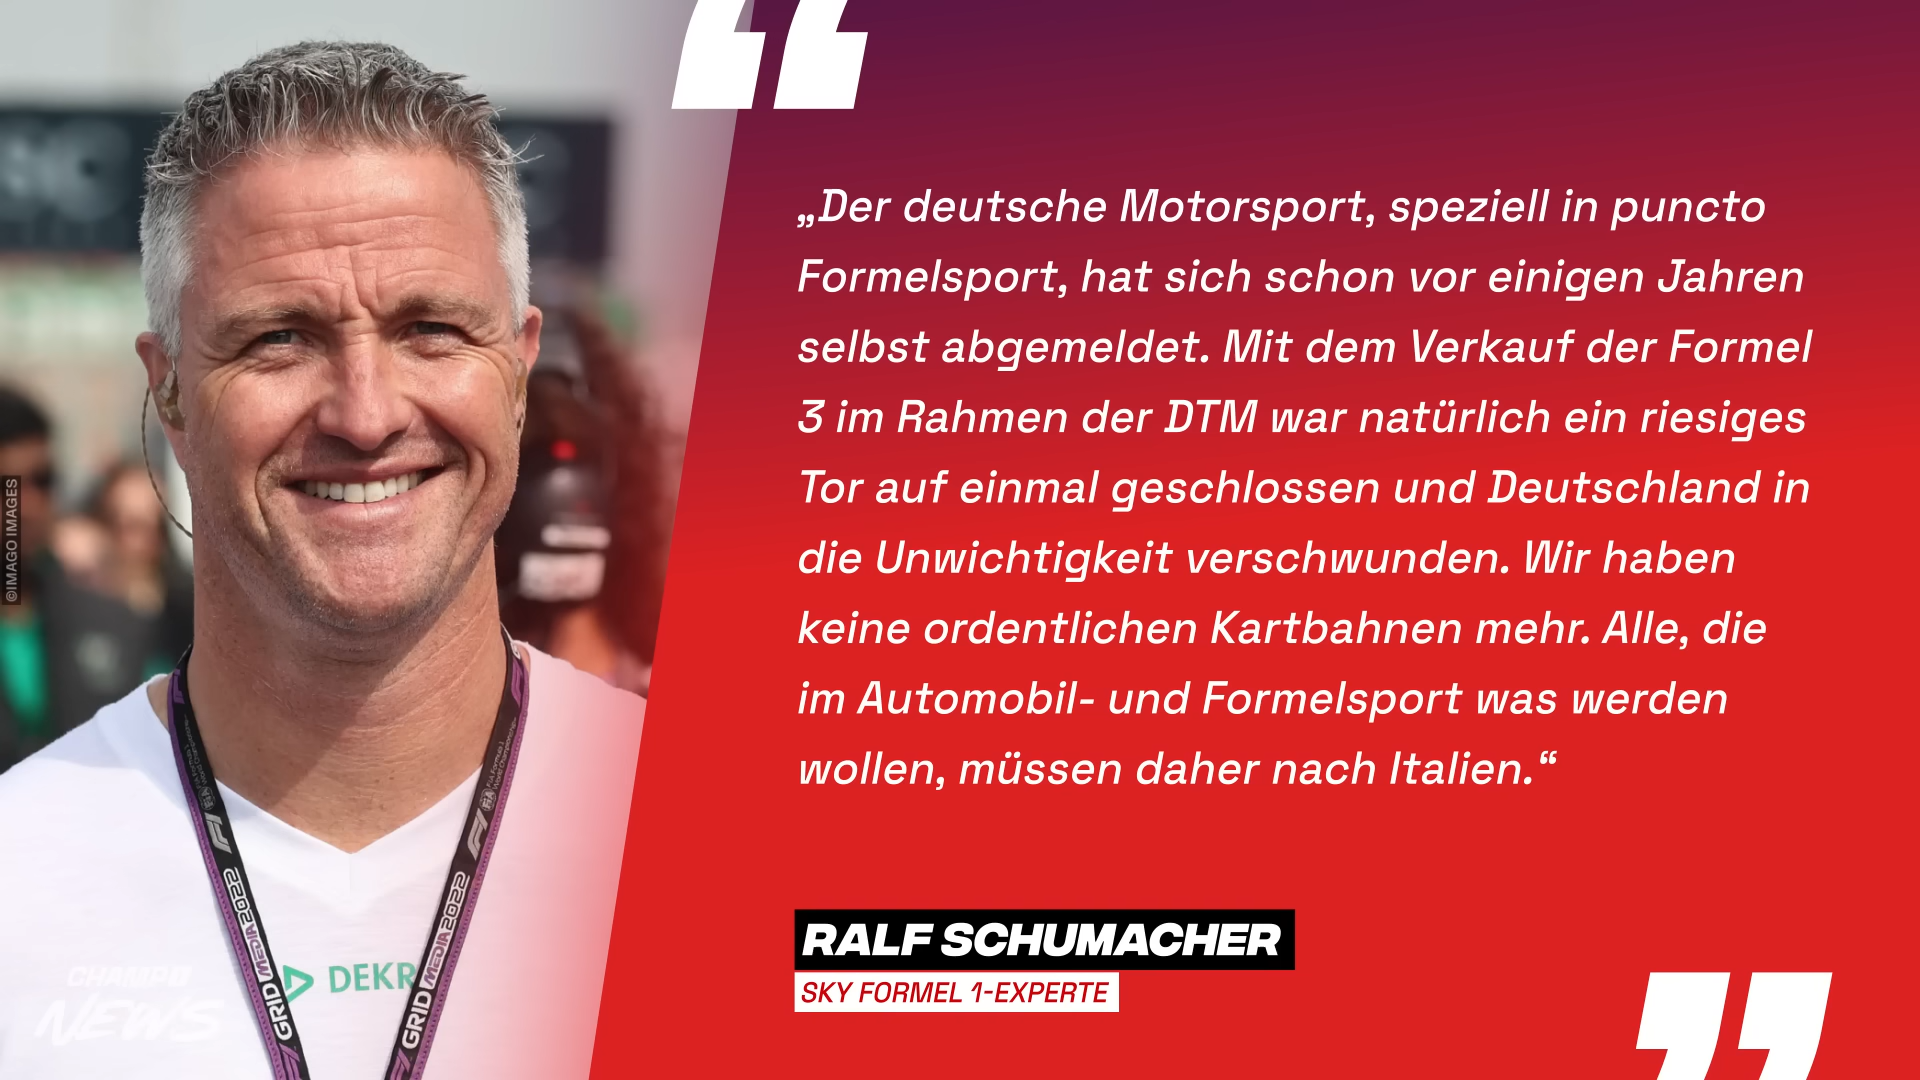 „Der deutsche Motorsport, speziell in puncto
Formelsport, hat sich schon vor einigen Jahren
selbst abgemeldet. Mit dem Verkauf der Formel
3 im Rahmen der DTM war natürlich ein riesiges
Tor auf einmal geschlossen und Deutschland in
die Unwichtigkeit verschwunden. Wir haben
keine ordentlichen Kartbahnen mehr. Alle, die
im Automobil- und Formelsport was werden
wollen, müssen daher nach Italien.“
RALF SCHUMACHER
SKY FORMEL 1-EXPERTE
©IMAGO IMAGES
GRID MEDIA 2022
GRID MEDIA 2022
DEKR
CHAMP1
NEWS